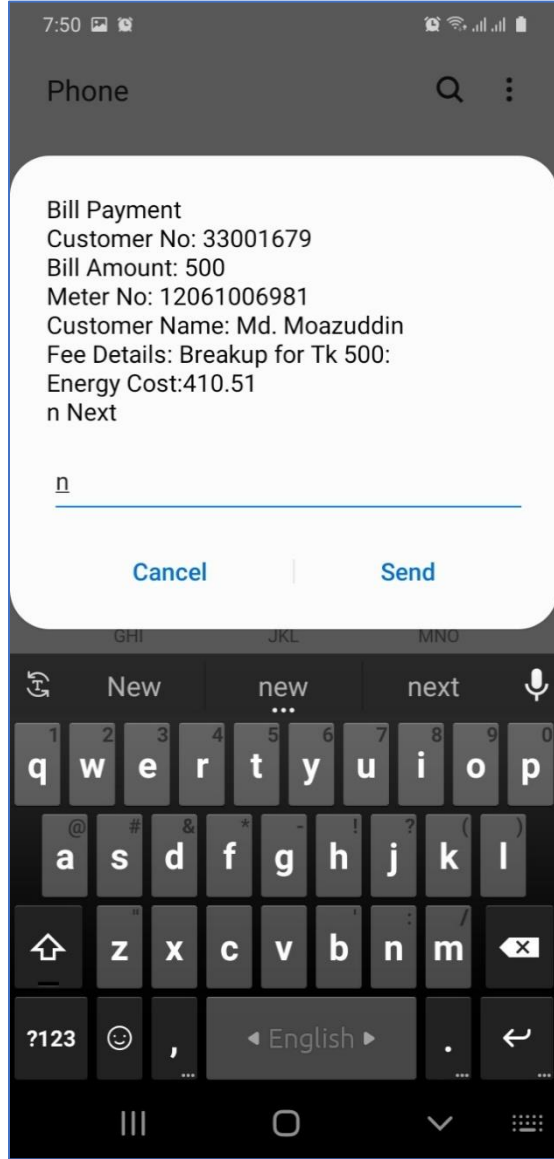 7:50
Phone
Bill Payment
Customer No: 33001679
Bill Amount: 500
Meter No: 12061006981
Customer Name: Md. Moazuddin
Fee Details: Breakup for Tk 500:
Energy Cost:410.51
n Next
n
Cancel Send
GHI JKL MNO
New new next
1 2 3 4 5 6 7 8 9 0
q w e r t y u i o p
@ # & * - ! ? ( )
a s d f g h j k l
" ' : /
z x c v b n m
?123 , English .